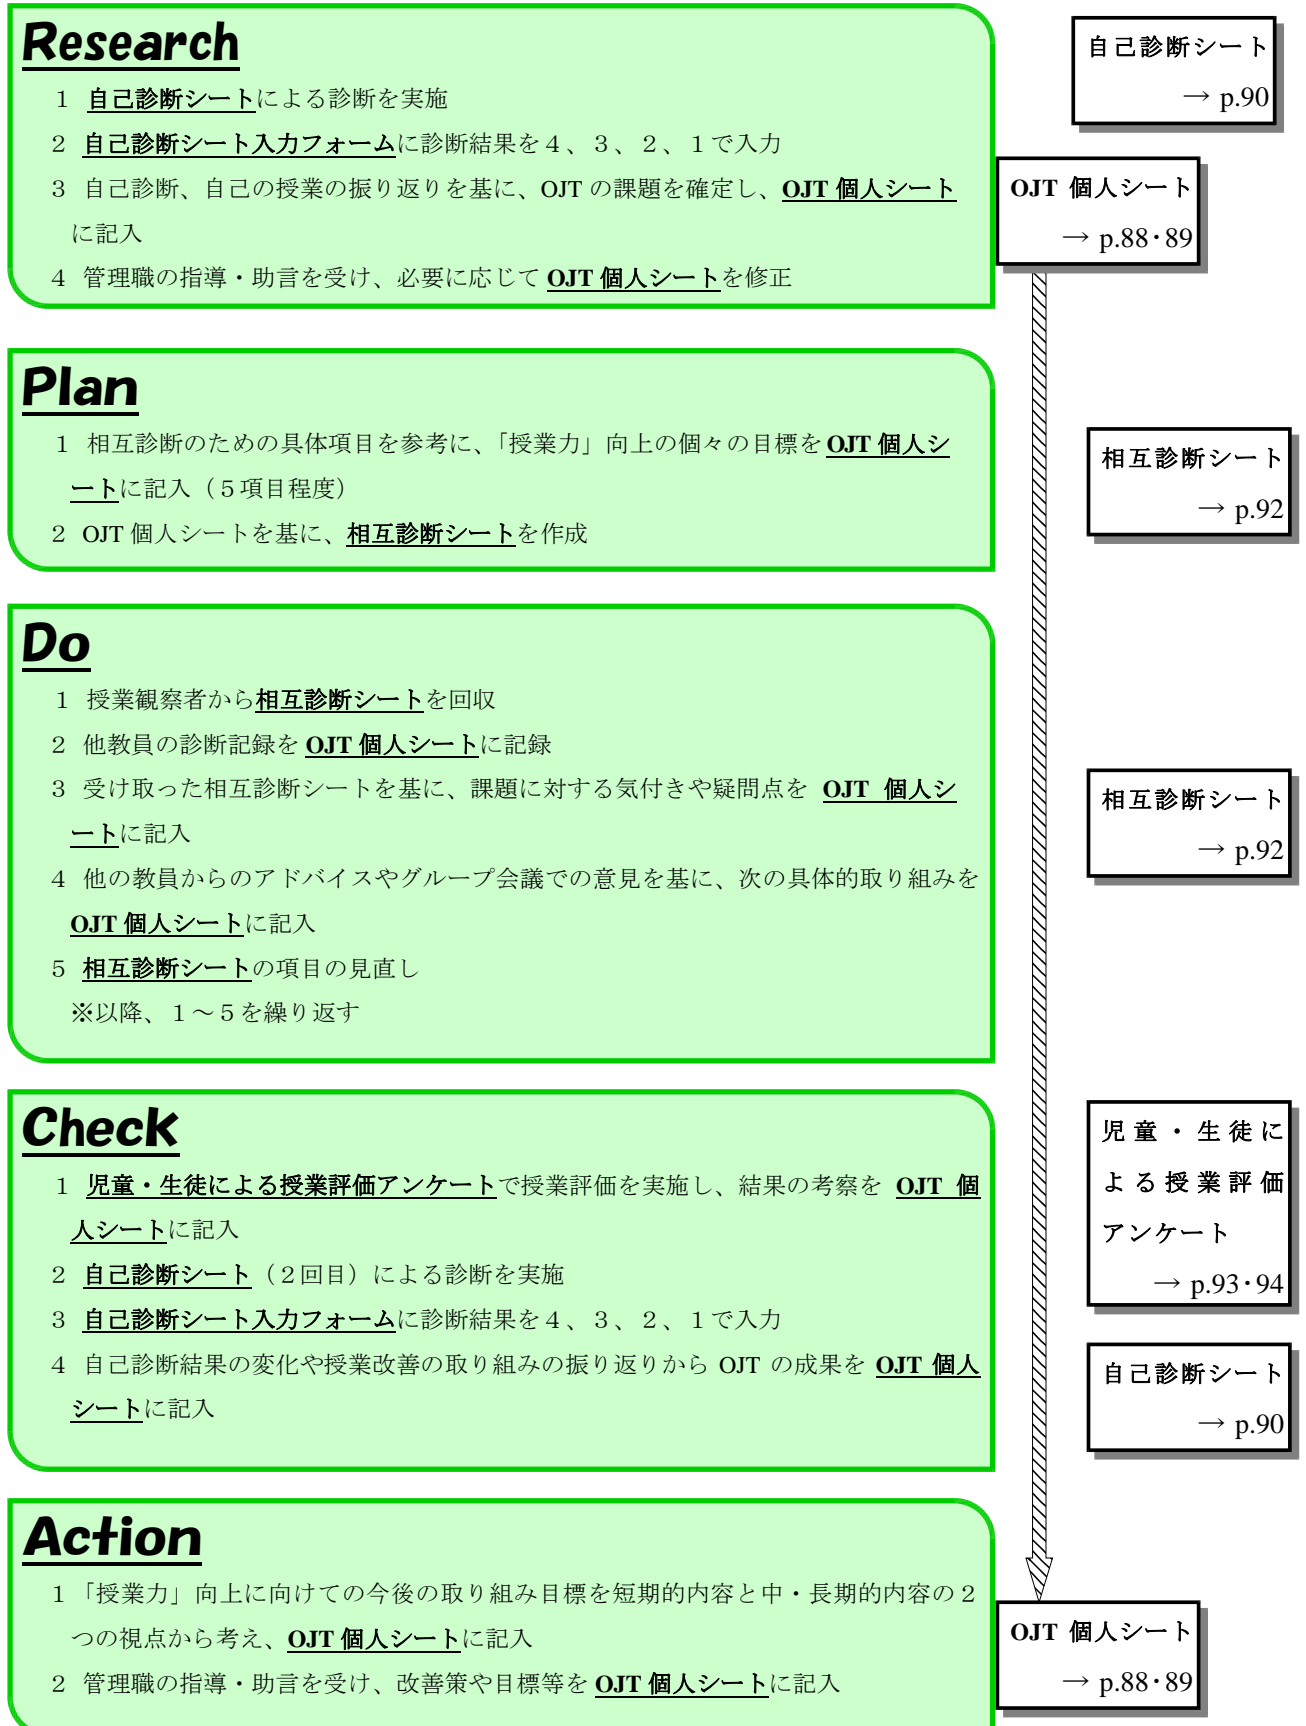 Research
1 自己診断シートによる診断を実施
2 自己診断シート入力フォームに診断結果を4、3、2、1で入力
3 自己診断、自己の授業の振り返りを基に、OJT の課題を確定し、OJT 個人シート
に記入
4 管理職の指導・助言を受け、必要に応じて OJT 個人シートを修正
自己診断シート
→ p.90
OJT 個人シート
→ p.88・89
Plan
1 相互診断のための具体項目を参考に、「授業力」向上の個々の目標を OJT 個人シ
ートに記入（５項目程度）
2 OJT 個人シートを基に、相互診断シートを作成
相互診断シート
→ p.92
Do
1 授業観察者から相互診断シートを回収
2 他教員の診断記録を OJT 個人シートに記録
3 受け取った相互診断シートを基に、課題に対する気付きや疑問点を OJT 個人シ
ートに記入
4 他の教員からのアドバイスやグループ会議での意見を基に、次の具体的取り組みを
OJT 個人シートに記入
5 相互診断シートの項目の見直し
※以降、１～５を繰り返す
相互診断シート
→ p.92
Check
1 児童・生徒による授業評価アンケートで授業評価を実施し、結果の考察を OJT 個
人シートに記入
2 自己診断シート（２回目）による診断を実施
3 自己診断シート入力フォームに診断結果を４、３、２、１で入力
4 自己診断結果の変化や授業改善の取り組みの振り返りから OJT の成果を OJT 個人
シートに記入
児童・生徒に
よる授業評価
アンケート
→ p.93・94
自己診断シート
→ p.90
Action
1 「授業力」向上に向けての今後の取り組み目標を短期的内容と中・長期的内容の２
つの視点から考え、OJT 個人シートに記入
2 管理職の指導・助言を受け、改善策や目標等を OJT 個人シートに記入
OJT 個人シート
→ p.88・89